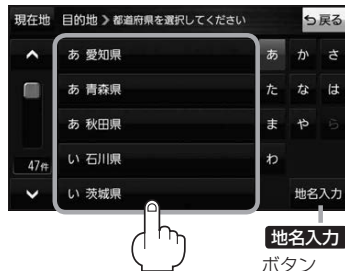 現在地 目的地 》都道府県を選択してください 戻る
あ 愛知県 あ か さ
あ 青森県 た な は
あ 秋田県 ま や ら
い 石川県 わ
47件
い 茨城県 地名入力
地名入力
ボタン